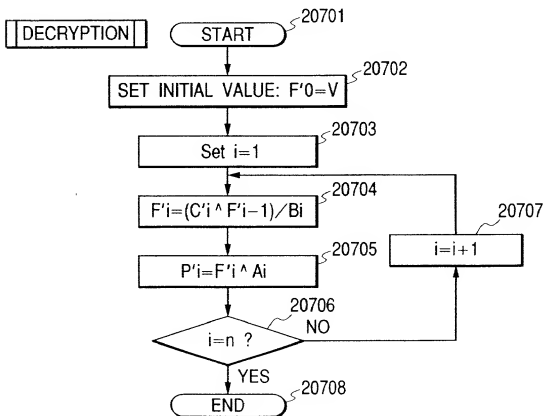 DECRYPTION
START
20701
SET INITIAL VALUE: F'0=V
20702
Set i=1
20703
F'i=(C'i ^ F'i-1)/Bi
20704
P'i=F'i ^ Ai
20705
i=n ?
20706
NO
i=i+1
20707
YES
END
20708